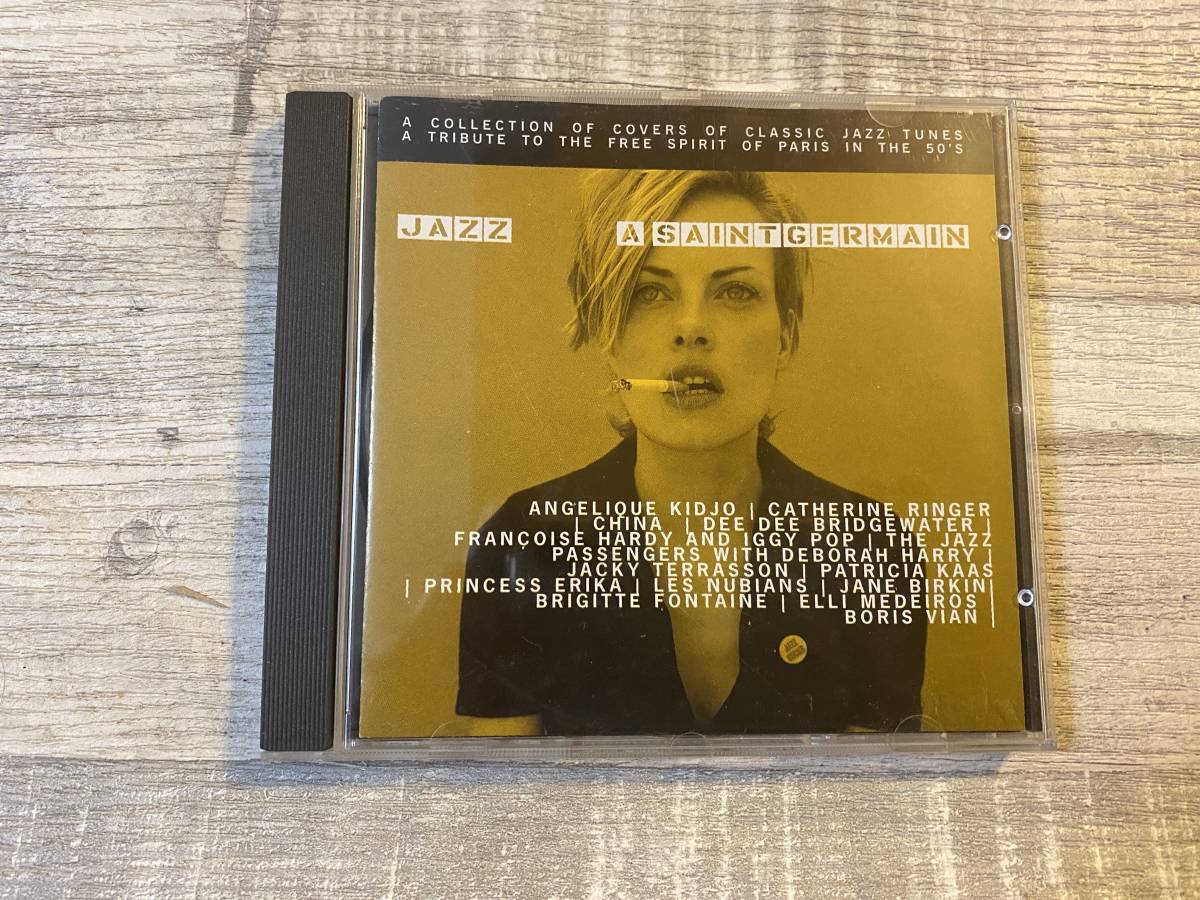 A COLLECTION OF COVERS OF CLASSIC JAZZ TUNES
A TRIBUTE TO THE FREE SPIRIT OF PARIS IN THE 50'S
JAZZ A SAINTGERMAIN
ANGELIQUE KIDJO | CATHERINE RINGER
| CHINA | DEE DEE BRIDGEWATER |
FRANÇOISE HARDY AND IGGY POP | THE JAZZ
PASSENGERS WITH DEBORAH HARRY |
JACKY TERRASSON | PATRICIA KAAS
| PRINCESS ERIKA | LES NUBIANS | JANE BIRKIN|
BRIGITTE FONTAINE | ELLI MEDEIROS
BORIS VIAN |